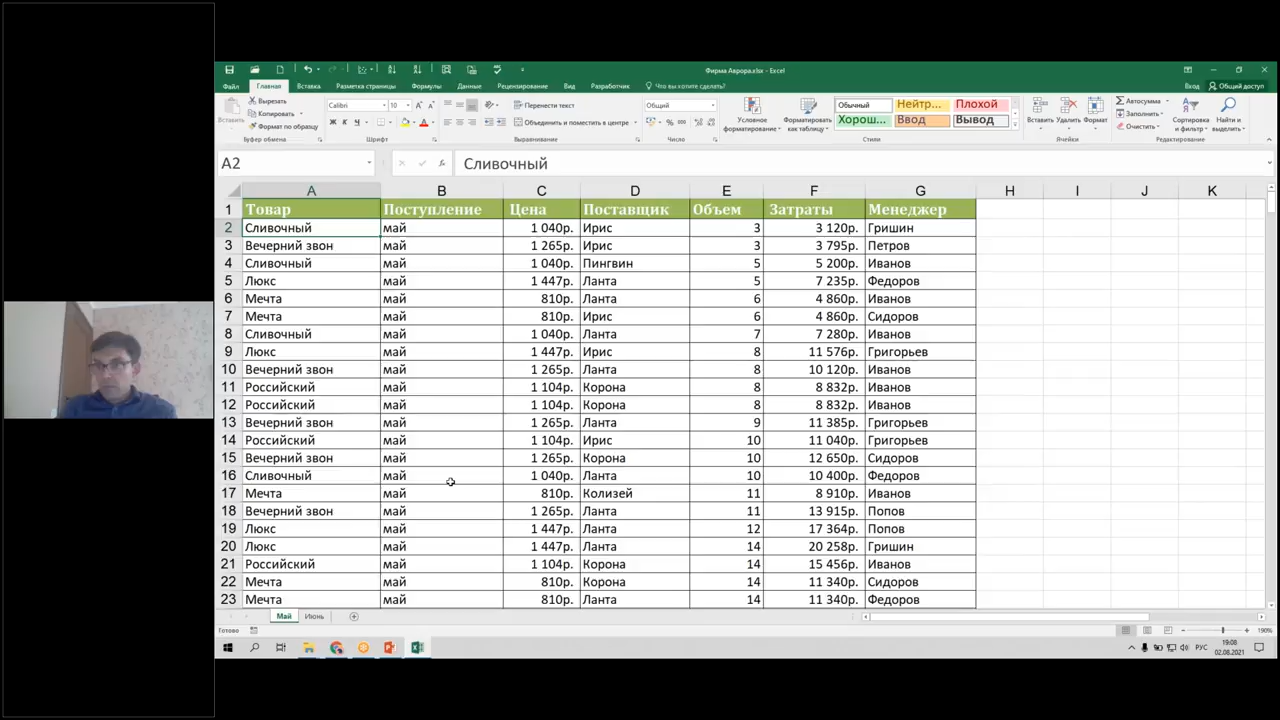 Фирма Аврора.xlsx - Excel
Файл Главная Вставка Разметка страницы Формулы Данные Рецензирование Вид Разработчик Что вы хотите сделать? Вход Общий доступ
Вставить Вырезать Копировать Формат по образцу
Calibri 10
Ж К Ч
Перенести текст
Объединить и поместить в центре
Общий
Условное форматирование Форматировать как таблицу
Обычный Нейтр... Плохой
Хорош... Ввод Вывод
Вставить Удалить Формат
Автосумма Заполнить Очистить
Сортировка и фильтр Найти и выделить
Буфер обмена Шрифт Выравнивание Число Стили Ячейки Редактирование
A2 fx Сливочный
A B C D E F G H I J K
1 Товар Поступление Цена Поставщик Объем Затраты Менеджер
2 Сливочный май 1 040р. Ирис 3 3 120р. Гришин
3 Вечерний звон май 1 265р. Ирис 3 3 795р. Петров
4 Сливочный май 1 040р. Пингвин 5 5 200р. Иванов
5 Люкс май 1 447р. Ланта 5 7 235р. Федоров
6 Мечта май 810р. Ланта 6 4 860р. Иванов
7 Мечта май 810р. Ирис 6 4 860р. Сидоров
8 Сливочный май 1 040р. Ланта 7 7 280р. Иванов
9 Люкс май 1 447р. Ирис 8 11 576р. Григорьев
10 Вечерний звон май 1 265р. Ланта 8 10 120р. Иванов
11 Российский май 1 104р. Корона 8 8 832р. Иванов
12 Российский май 1 104р. Корона 8 8 832р. Иванов
13 Вечерний звон май 1 265р. Ланта 9 11 385р. Григорьев
14 Российский май 1 104р. Ирис 10 11 040р. Григорьев
15 Вечерний звон май 1 265р. Корона 10 12 650р. Сидоров
16 Сливочный май 1 040р. Ланта 10 10 400р. Федоров
17 Мечта май 810р. Колизей 11 8 910р. Иванов
18 Вечерний звон май 1 265р. Ланта 11 13 915р. Попов
19 Люкс май 1 447р. Ланта 12 17 364р. Попов
20 Люкс май 1 447р. Ланта 14 20 258р. Гришин
21 Российский май 1 104р. Корона 14 15 456р. Иванов
22 Мечта май 810р. Корона 14 11 340р. Сидоров
23 Мечта май 810р. Ланта 14 11 340р. Федоров
Май Июнь
Готово 190%
РУС 19:08
02.08.2021